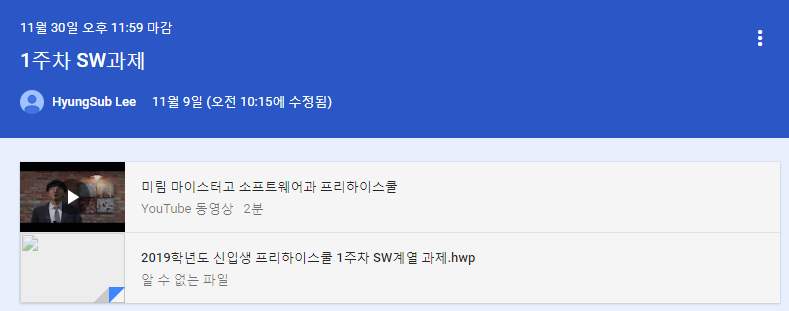 11월 30일 오후 11:59 마감
1주차 SW과제
HyungSub Lee 11월 9일 (오전 10:15에 수정됨)
미림 마이스터고 소프트웨어과 프리하이스쿨
YouTube 동영상 2분
2019학년도 신입생 프리하이스쿨 1주차 SW계열 과제.hwp
알 수 없는 파일